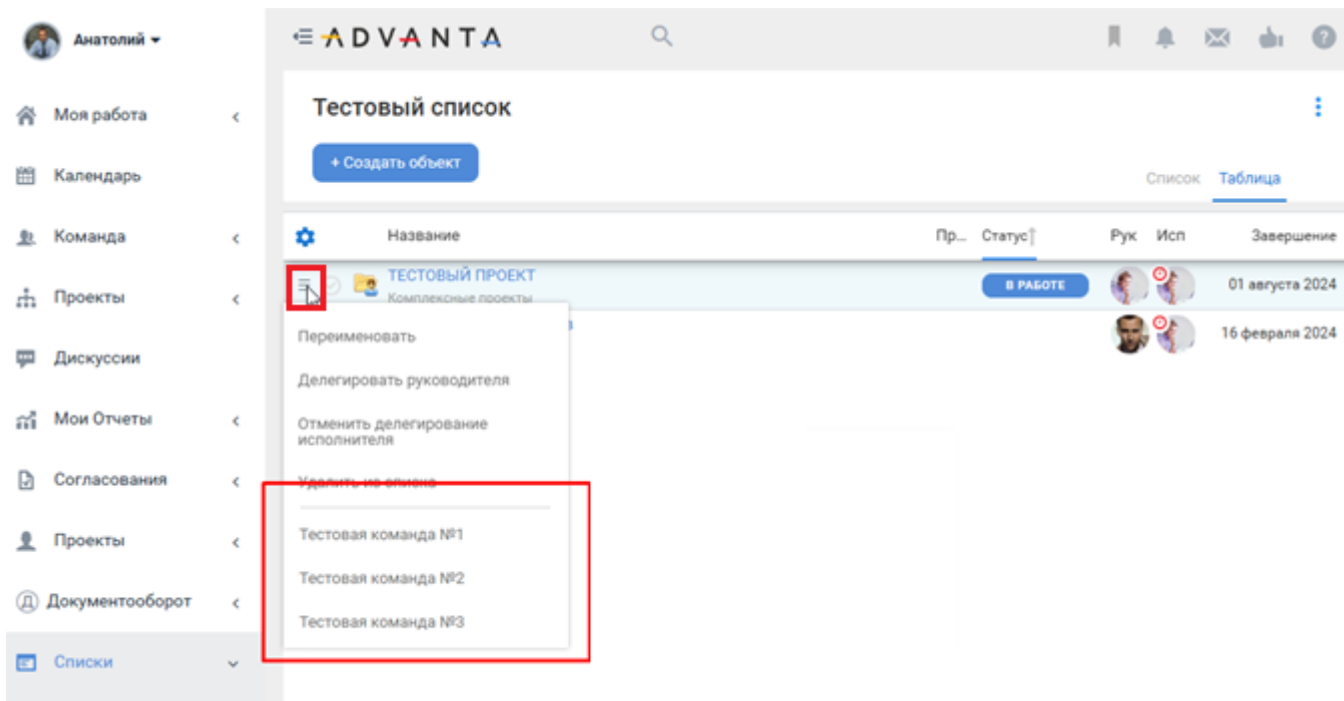 Анатолий
ADVANTA
Моя работа
Календарь
Команда
Проекты
Дискуссии
Мои Отчеты
Согласования
Проекты
Документооборот
Списки
Тестовый список
+ Создать объект
Список Таблица
Название Пр... Статус Рук Исп Завершение
ТЕСТОВЫЙ ПРОЕКТ В РАБОТЕ 01 августа 2024
Комплексные проекты
16 февраля 2024
Переименовать
Делегировать руководителя
Отменить делегирование
исполнителя
Удалить из списка
Тестовая команда №1
Тестовая команда №2
Тестовая команда №3